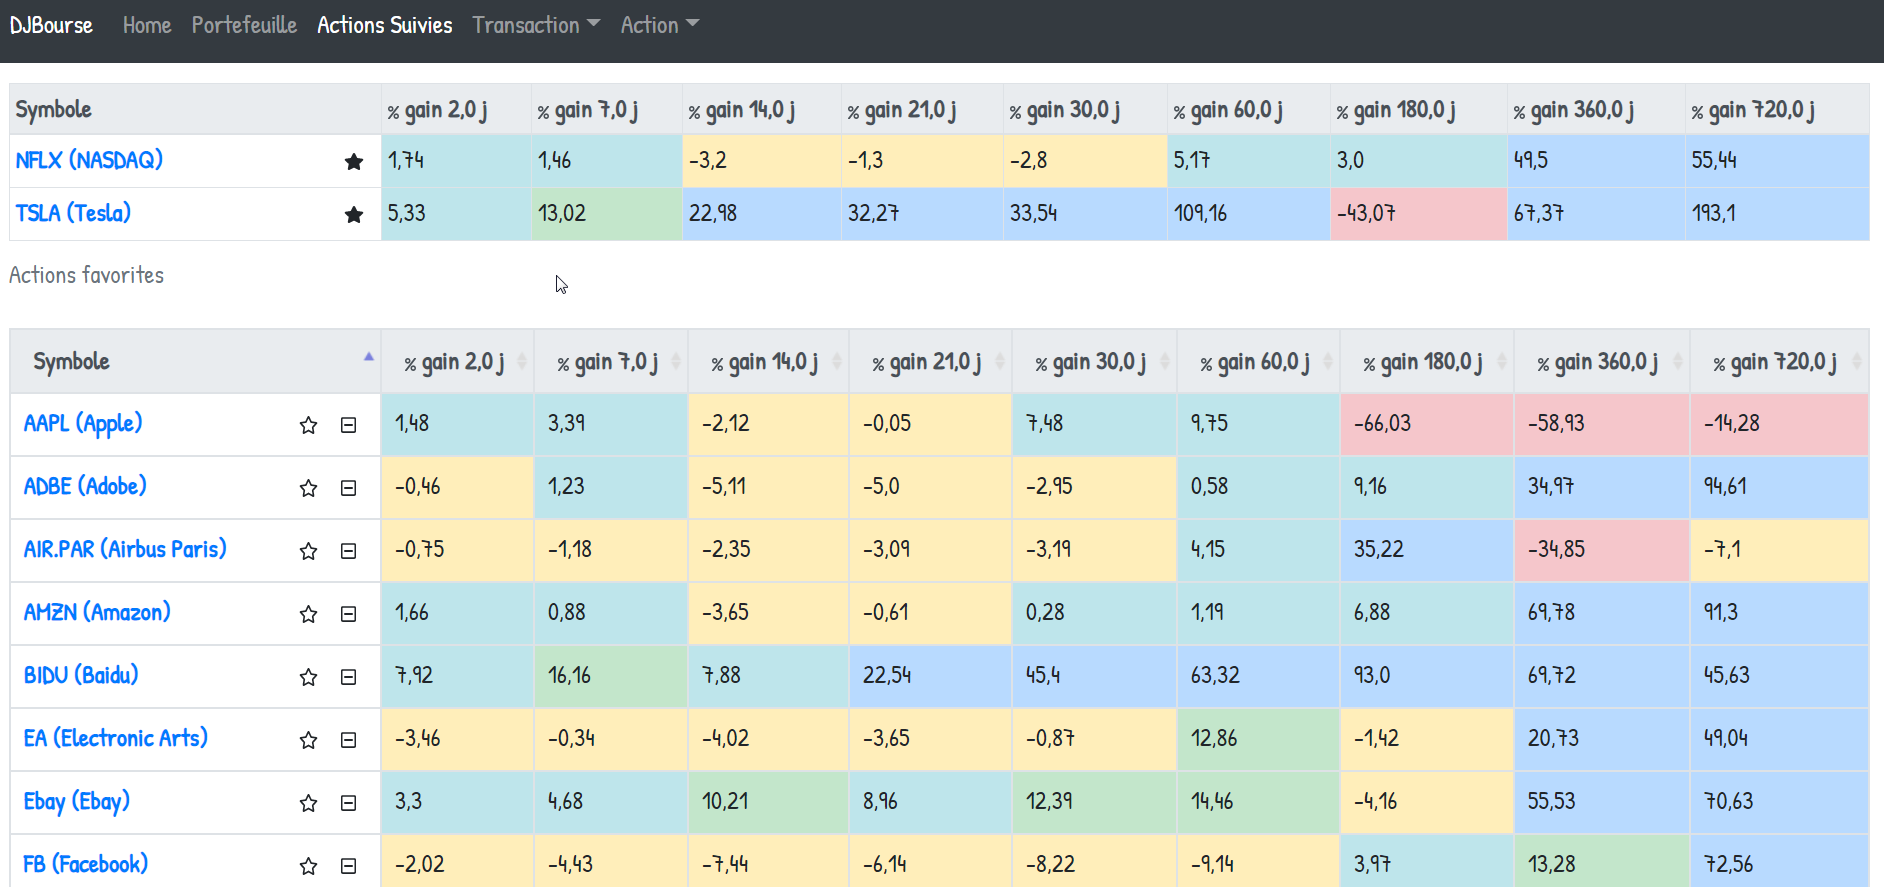 DJBourse Home Portefeuille Actions Suivies Transaction Action
Symbole % gain 2,0 j % gain 7,0 j % gain 14,0 j % gain 21,0 j % gain 30,0 j % gain 60,0 j % gain 180,0 j % gain 360,0 j % gain 720,0 j
NFLX (NASDAQ) 1,74 1,46 -3,2 -1,3 -2,8 5,17 3,0 49,5 55,44
TSLA (Tesla) 5,33 13,02 22,98 32,27 33,54 109,16 -43,07 67,37 193,1
Actions favorites
Symbole % gain 2,0 j % gain 7,0 j % gain 14,0 j % gain 21,0 j % gain 30,0 j % gain 60,0 j % gain 180,0 j % gain 360,0 j % gain 720,0 j
AAPL (Apple) 1,48 3,39 -2,12 -0,05 7,48 9,75 -66,03 -58,93 -14,28
ADBE (Adobe) -0,46 1,23 -5,11 -5,0 -2,95 0,58 9,16 34,97 94,61
AIR.PAR (Airbus Paris) -0,75 -1,18 -2,35 -3,09 -3,19 4,15 35,22 -34,85 -7,1
AMZN (Amazon) 1,66 0,88 -3,65 -0,61 0,28 1,19 6,88 69,78 91,3
BIDU (Baidu) 7,92 16,16 7,88 22,54 45,4 63,32 93,0 69,72 45,63
EA (Electronic Arts) -3,46 -0,34 -4,02 -3,65 -0,87 12,86 -1,42 20,73 49,04
Ebay (Ebay) 3,3 4,68 10,21 8,96 12,39 14,46 -4,16 55,53 70,63
FB (Facebook) -2,02 -4,43 -7,44 -6,14 -8,22 -9,14 3,97 13,28 72,56